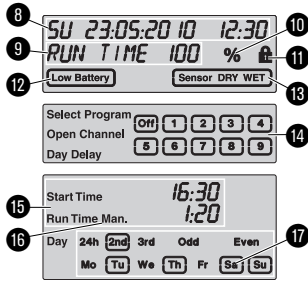 8 SU 23:05:2010 12:30 10
9 RUN TIME 100 % 11
12 Low Battery Sensor DRY WET 13
Select Program Off 1 2 3 4
Open Channel 14
Day Delay 5 6 7 8 9
15 Start Time 16:30
16 Run Time Man. 1:20
Day 24h 2nd 3rd Odd Even 17
Mo Tu We Th Fr Sa Su